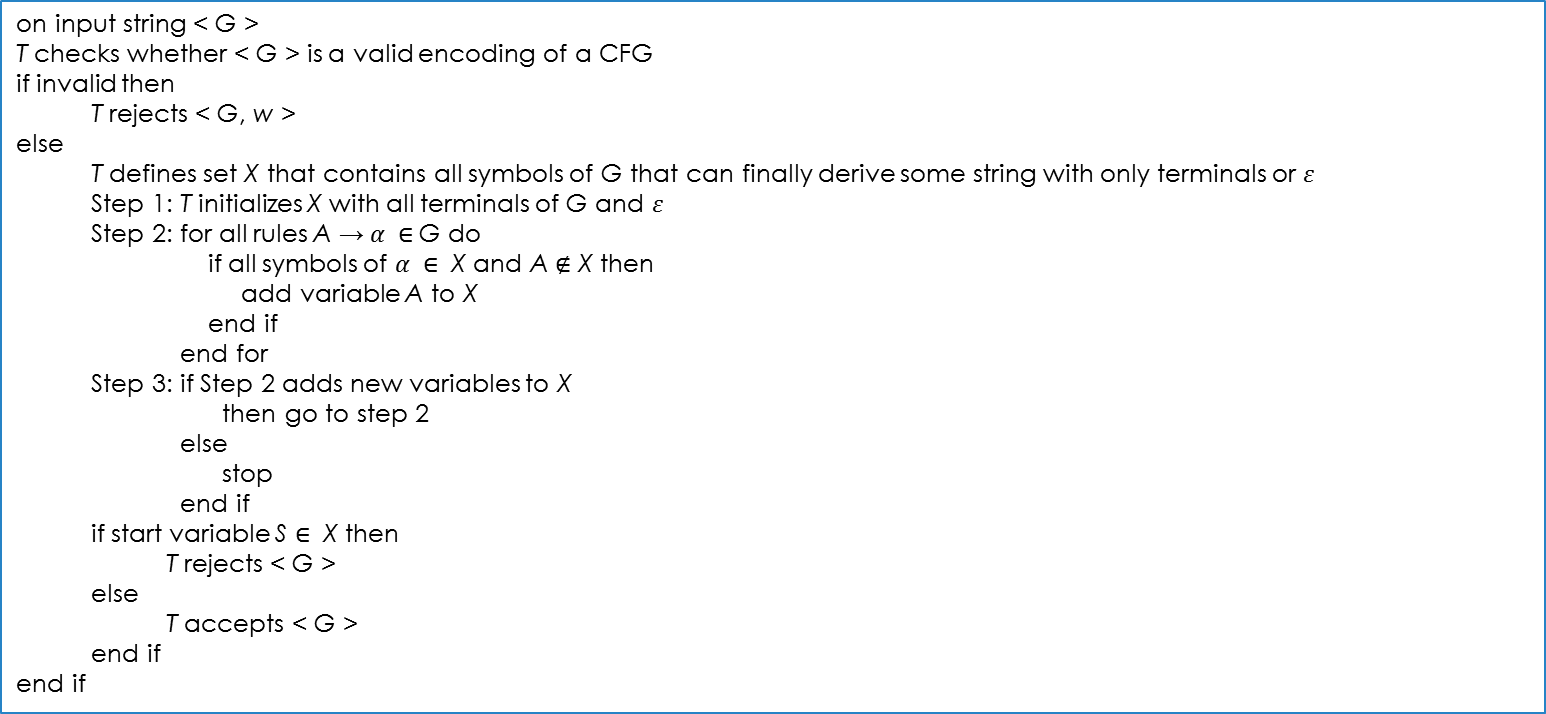 on input string < G >
T checks whether < G > is a valid encoding of a CFG
if invalid then
T rejects < G, w >
else
T defines set X that contains all symbols of G that can finally derive some string with only terminals or ε
Step 1: T initializes X with all terminals of G and ε
Step 2: for all rules A → α ∈ G do
if all symbols of α ∈ X and A ∉ X then
add variable A to X
end if
end for
Step 3: if Step 2 adds new variables to X
then go to step 2
else
stop
end if
if start variable S ∈ X then
T rejects < G >
else
T accepts < G >
end if
end if